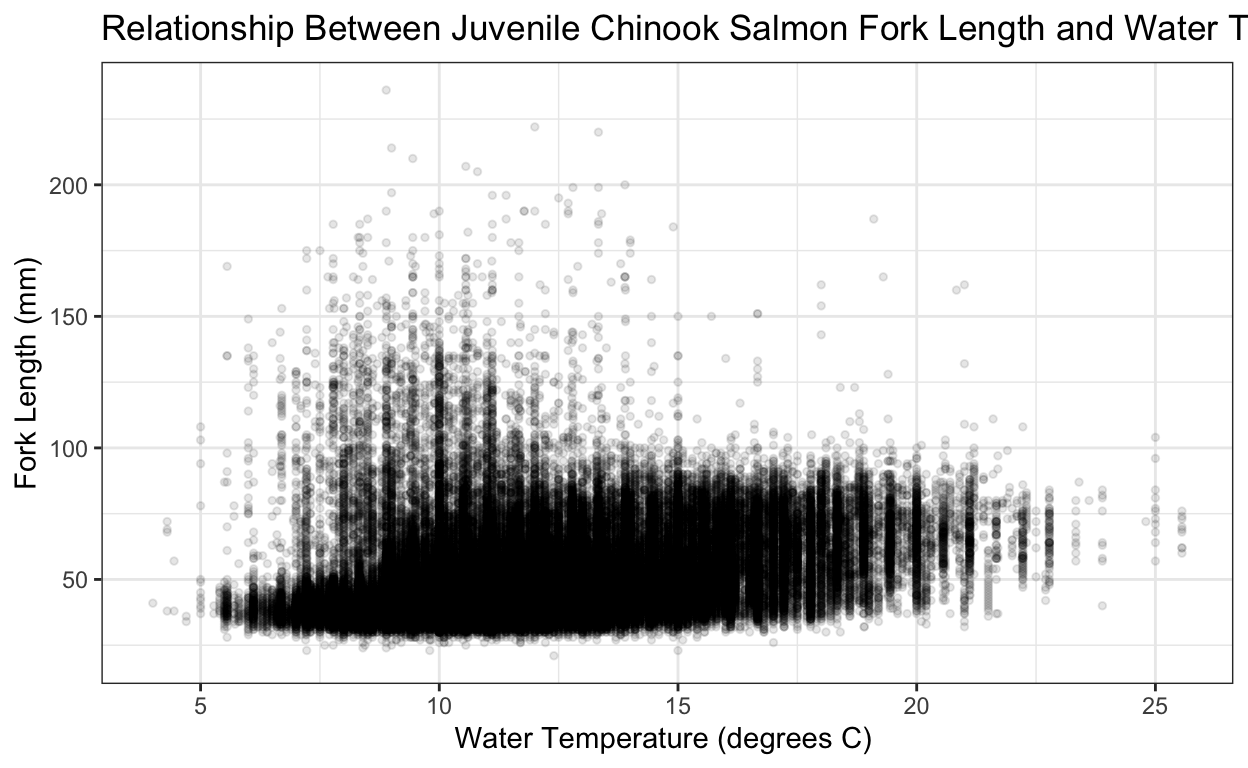 Relationship Between Juvenile Chinook Salmon Fork Length and Water T
200
150
100
50
Fork Length (mm)
5 10 15 20 25
Water Temperature (degrees C)